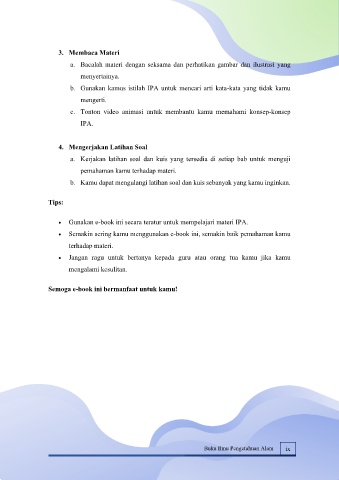 3. Membaca Materi
a. Bacalah materi dengan seksama dan perhatikan gambar dan ilustrasi yang
menyertainya.
b. Gunakan kamus istilah IPA untuk mencari arti kata-kata yang tidak kamu
mengerti.
c. Tonton video animasi untuk membantu kamu memahami konsep-konsep
IPA.
4. Mengerjakan Latihan Soal
a. Kerjakan latihan soal dan kuis yang tersedia di setiap bab untuk menguji
pemahaman kamu terhadap materi.
b. Kamu dapat mengulangi latihan soal dan kuis sebanyak yang kamu inginkan.
Tips:
• Gunakan e-book ini secara teratur untuk mempelajari materi IPA.
• Semakin sering kamu menggunakan e-book ini, semakin baik pemahaman kamu
terhadap materi.
• Jangan ragu untuk bertanya kepada guru atau orang tua kamu jika kamu
mengalami kesulitan.
Semoga e-book ini bermanfaat untuk kamu!
Buku Ilmu Pengetahuan Alam ix